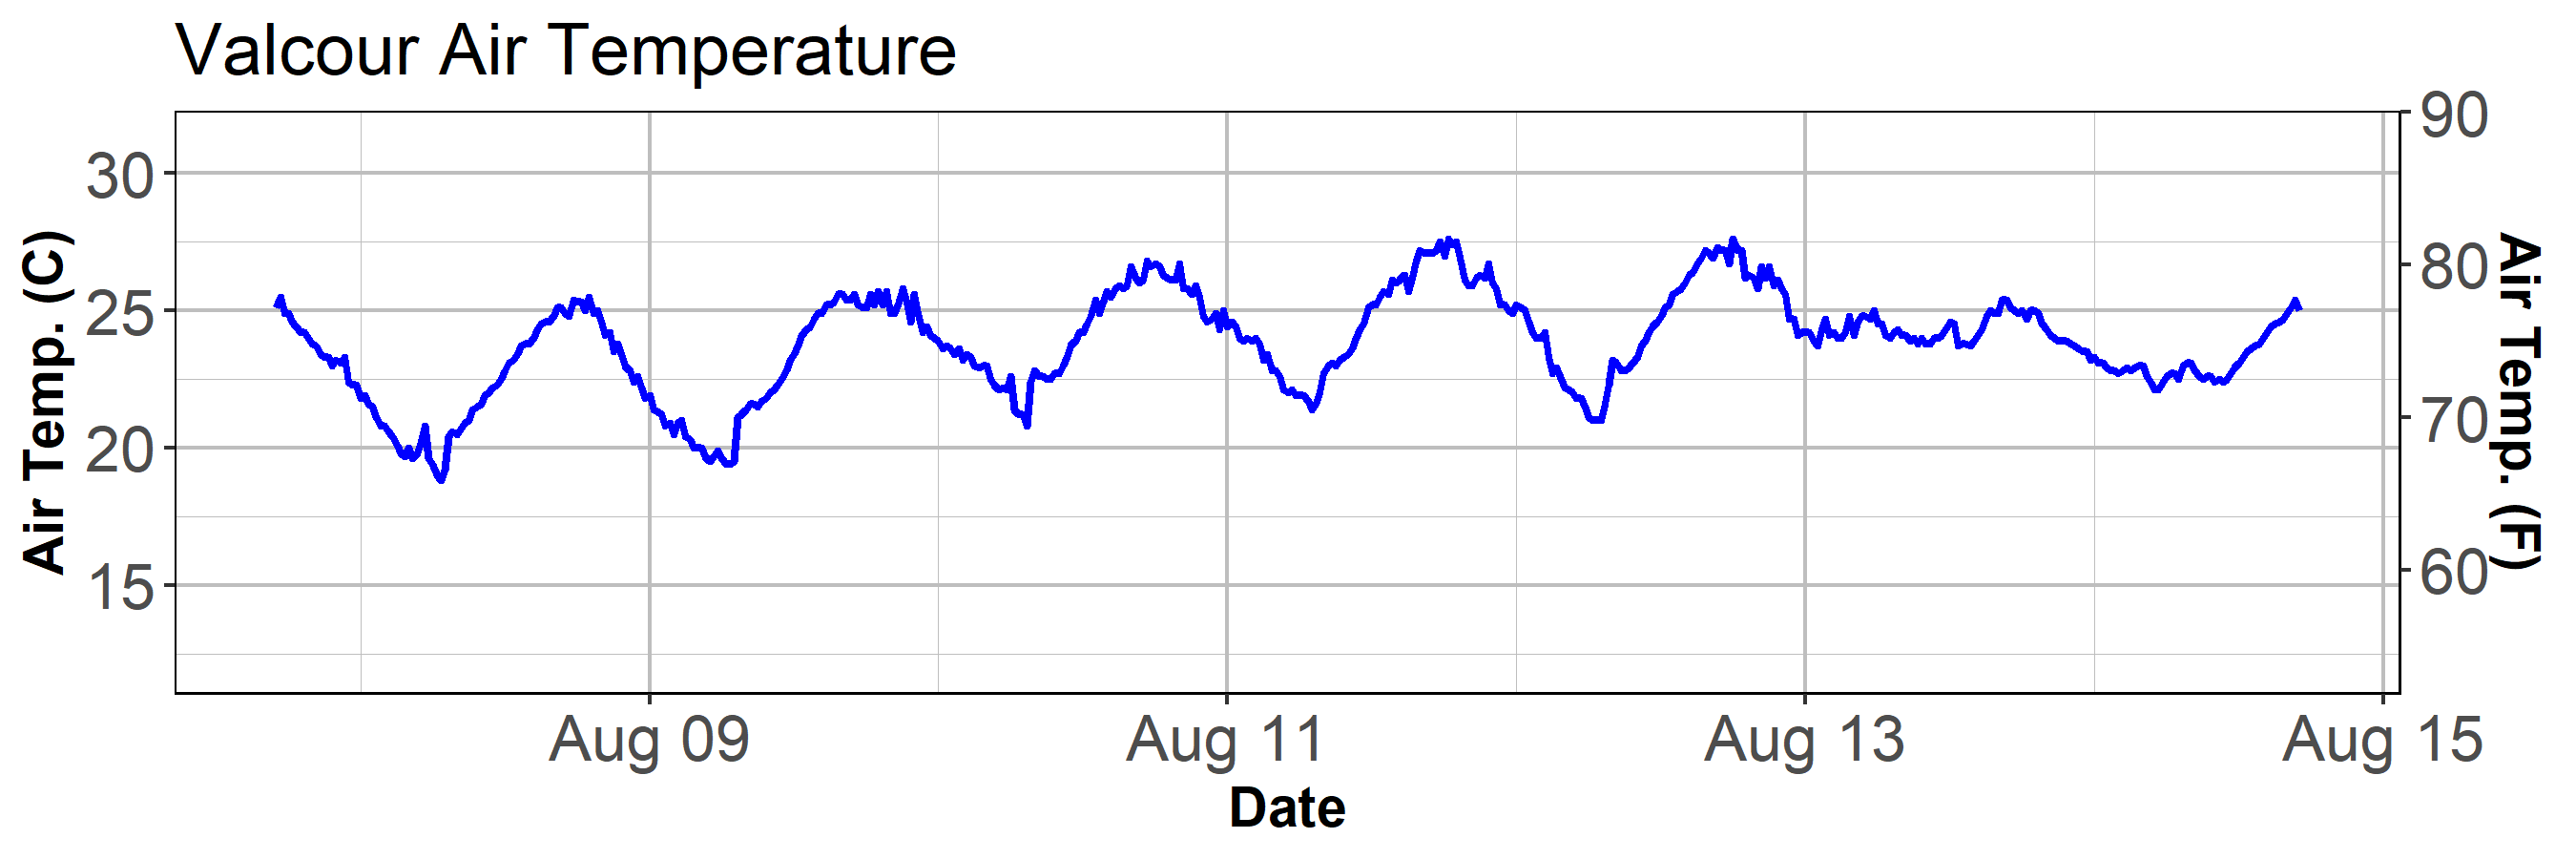 Valcour Air Temperature
Air Temp. (C)
30
25
20
15
90
80
70
60
Air Temp. (F)
Aug 09
Aug 11
Aug 13
Aug 15
Date